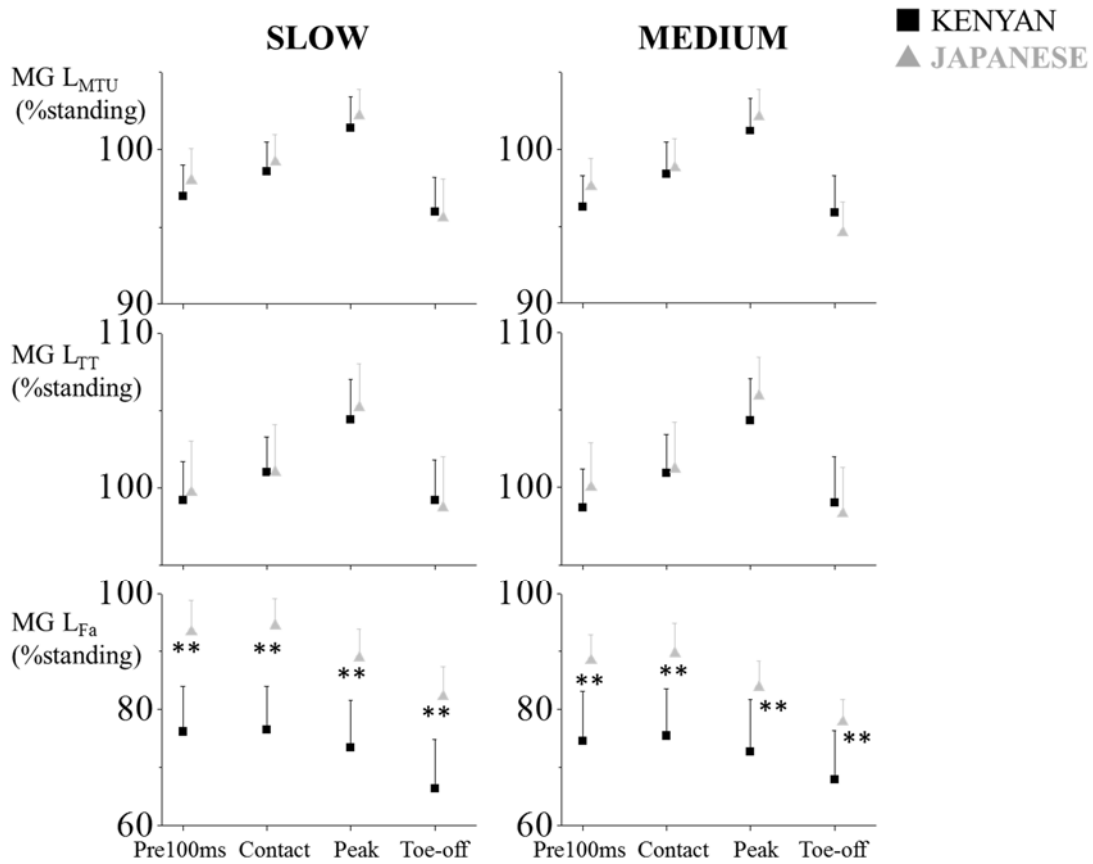 SLOW
MEDIUM
KENYAN
JAPANESE
MG LMTU
(%standing)
100
90
100
90
MG LTT
(%standing)
110
100
110
100
MG LFa
(%standing)
100
**
**
**
**
80
60
100
**
**
**
**
80
60
Pre100ms Contact Peak Toe-off
Pre100ms Contact Peak Toe-off